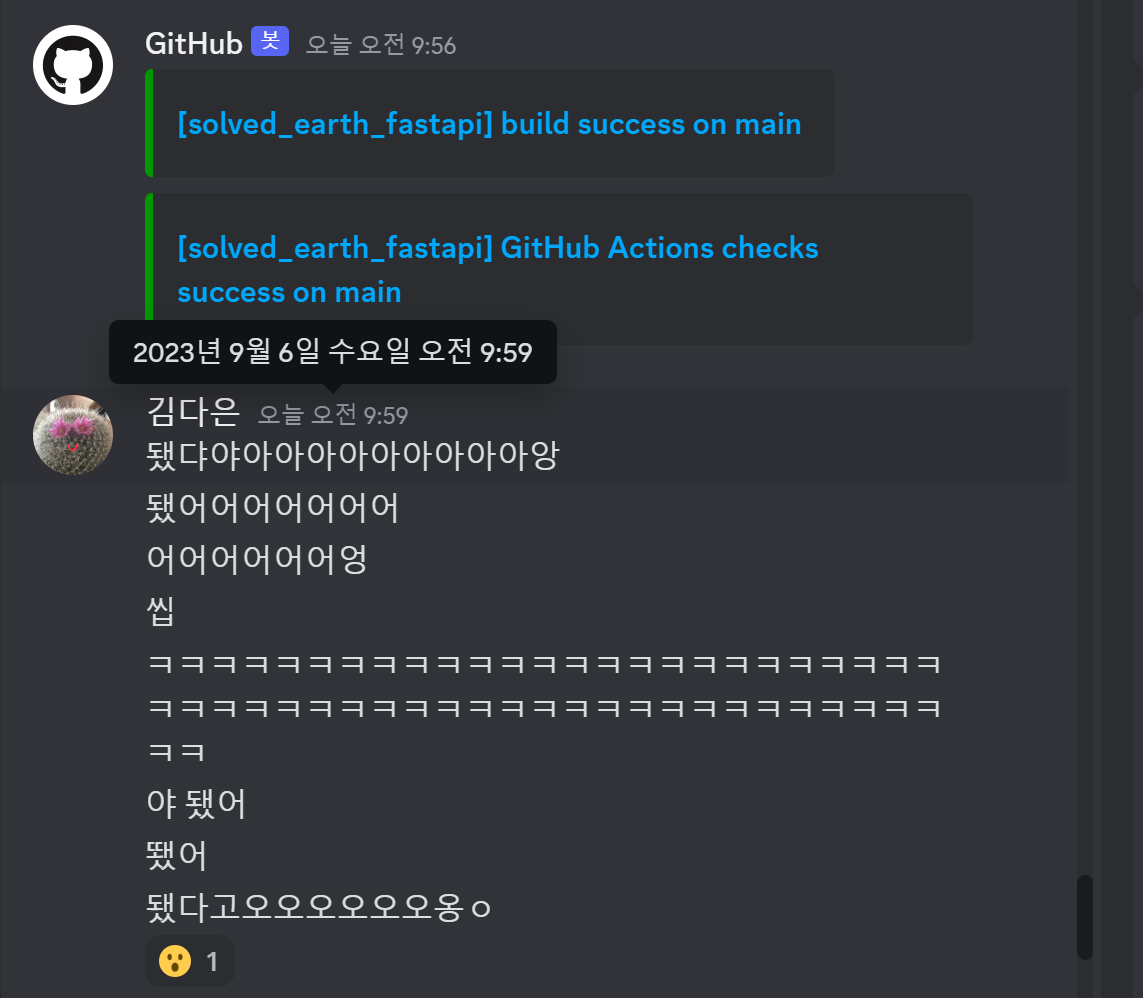 GitHub 봇 오늘 오전 9:56
[solved_earth_fastapi] build success on main
[solved_earth_fastapi] GitHub Actions checks
success on main
2023년 9월 6일 수요일 오전 9:59
김다은 오늘 오전 9:59
됐댜야아아아아아아아아아앙
됐어어어어어어어
어어어어어어엉
씹
ㅋㅋㅋㅋㅋㅋㅋㅋㅋㅋㅋㅋㅋㅋㅋㅋㅋㅋㅋㅋㅋㅋㅋㅋㅋ
ㅋㅋㅋㅋㅋㅋㅋㅋㅋㅋㅋㅋㅋㅋㅋㅋㅋㅋㅋㅋㅋㅋㅋㅋㅋ
ㅋㅋ
야 됐어
뙜어
됐다고오오오오오오옹ㅇ
1